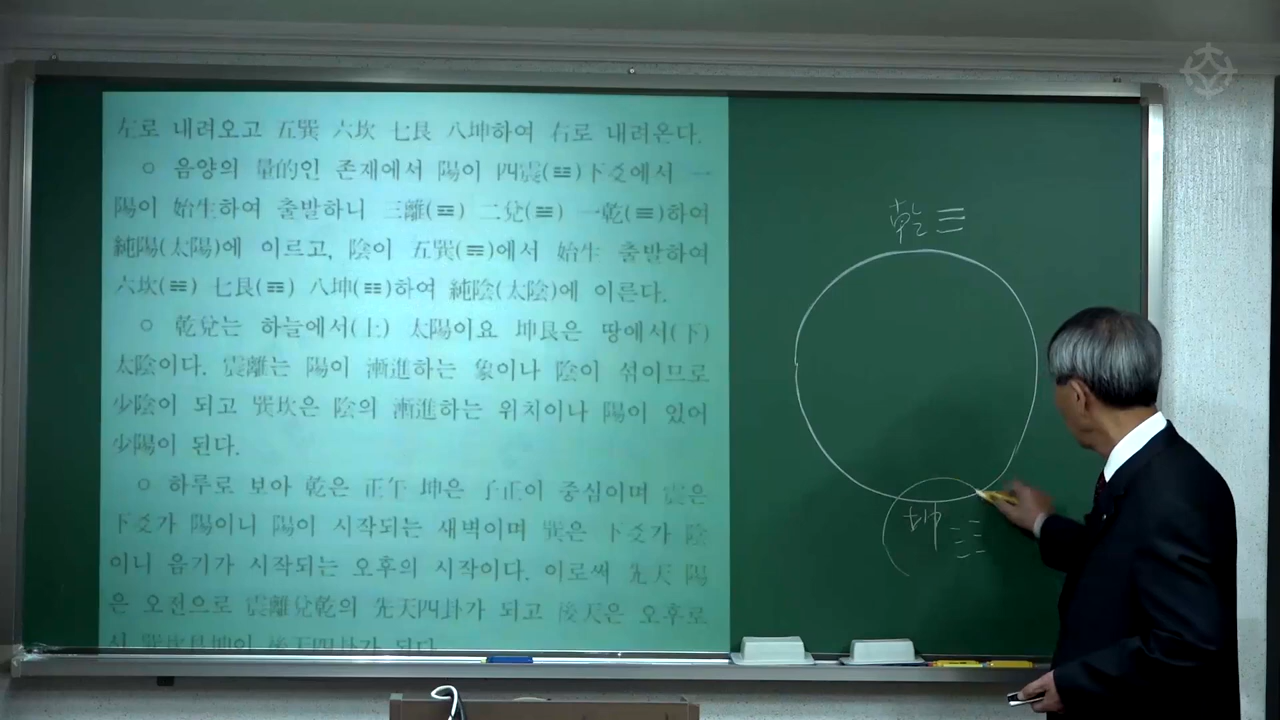 左로 내려오고 五巽 六坎 七艮 八坤하여 右로 내려온다.
○ 음양의 量的인 존재에서 陽이 四震(☳)下爻에서 一
陽이 始生하여 출발하니 三離(☲) 二兌(☱) 一乾(☰)하여
純陽(太陽)에 이르고, 陰이 五巽(☴)에서 始生 출발하여
六坎(☵) 七艮(☶) 八坤(☷)하여 純陰(太陰)에 이른다.
○ 乾兌는 하늘에서(上) 太陽이요 坤艮은 땅에서(下)
太陰이다. 震離는 陽이 漸進하는 象이나 陰이 섞이므로
少陰이 되고 巽坎은 陰의 漸進하는 위치이나 陽이 있어
少陽이 된다.
○ 하루로 보아 乾은 正午 坤은 子正이 중심이며 震은
下爻가 陽이니 陽이 시작되는 새벽이며 巽은 下爻가 陰
이니 음기가 시작되는 오후의 시작이다. 이로써 先天 陽
은 오전으로 震離兌乾의 先天四卦가 되고 後天은 오후로
서 巽坎艮坤이 後天四卦가 된다
乾☰
坤☷